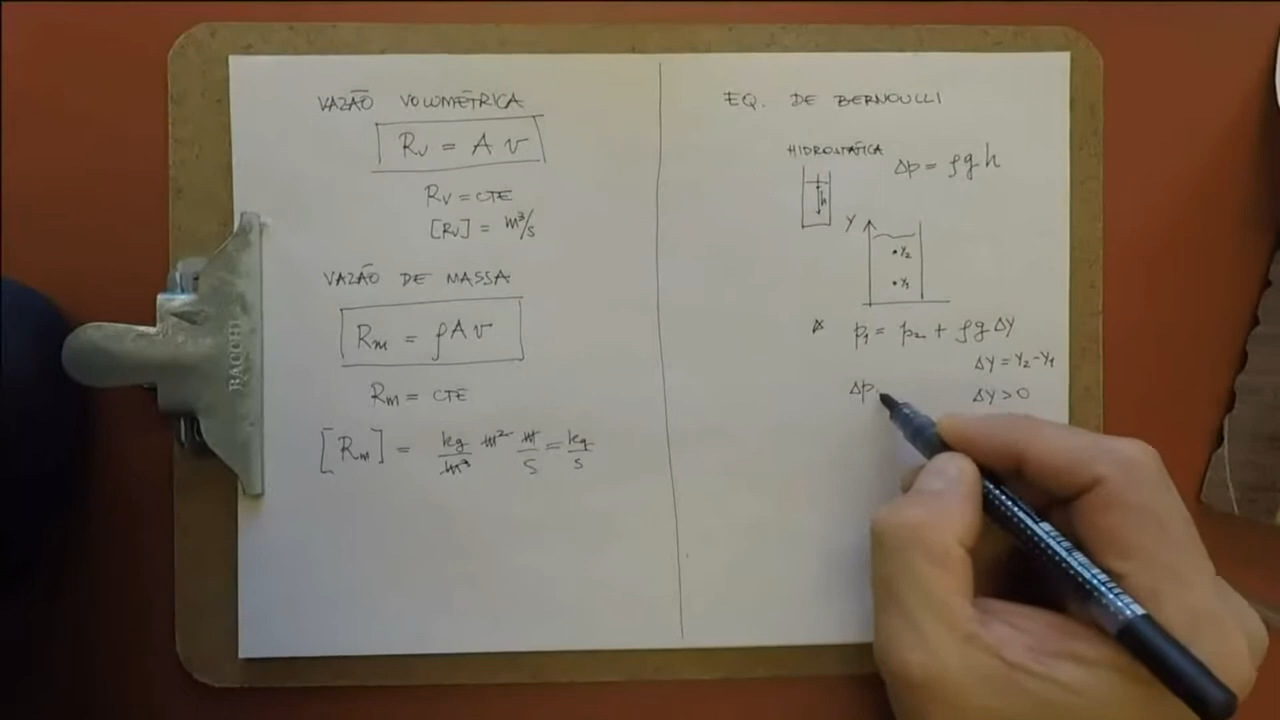 VAZÃO VOLUMÉTRICA
Rv = A v
Rv = CTE
[Rv] = m³/s
VAZÃO DE MASSA
Rm = ρ A v
Rm = CTE
[Rm] = kg/m³ m² m/s = kg/s
EQ. DE BERNOULLI
HIDROSTÁTICA
Δp = ρ g h
h
Y
Y₂
Y₁
p₁ = p₂ + ρ g ΔY
ΔY = Y₂ - Y₁
Δp
ΔY > 0
BACCHI